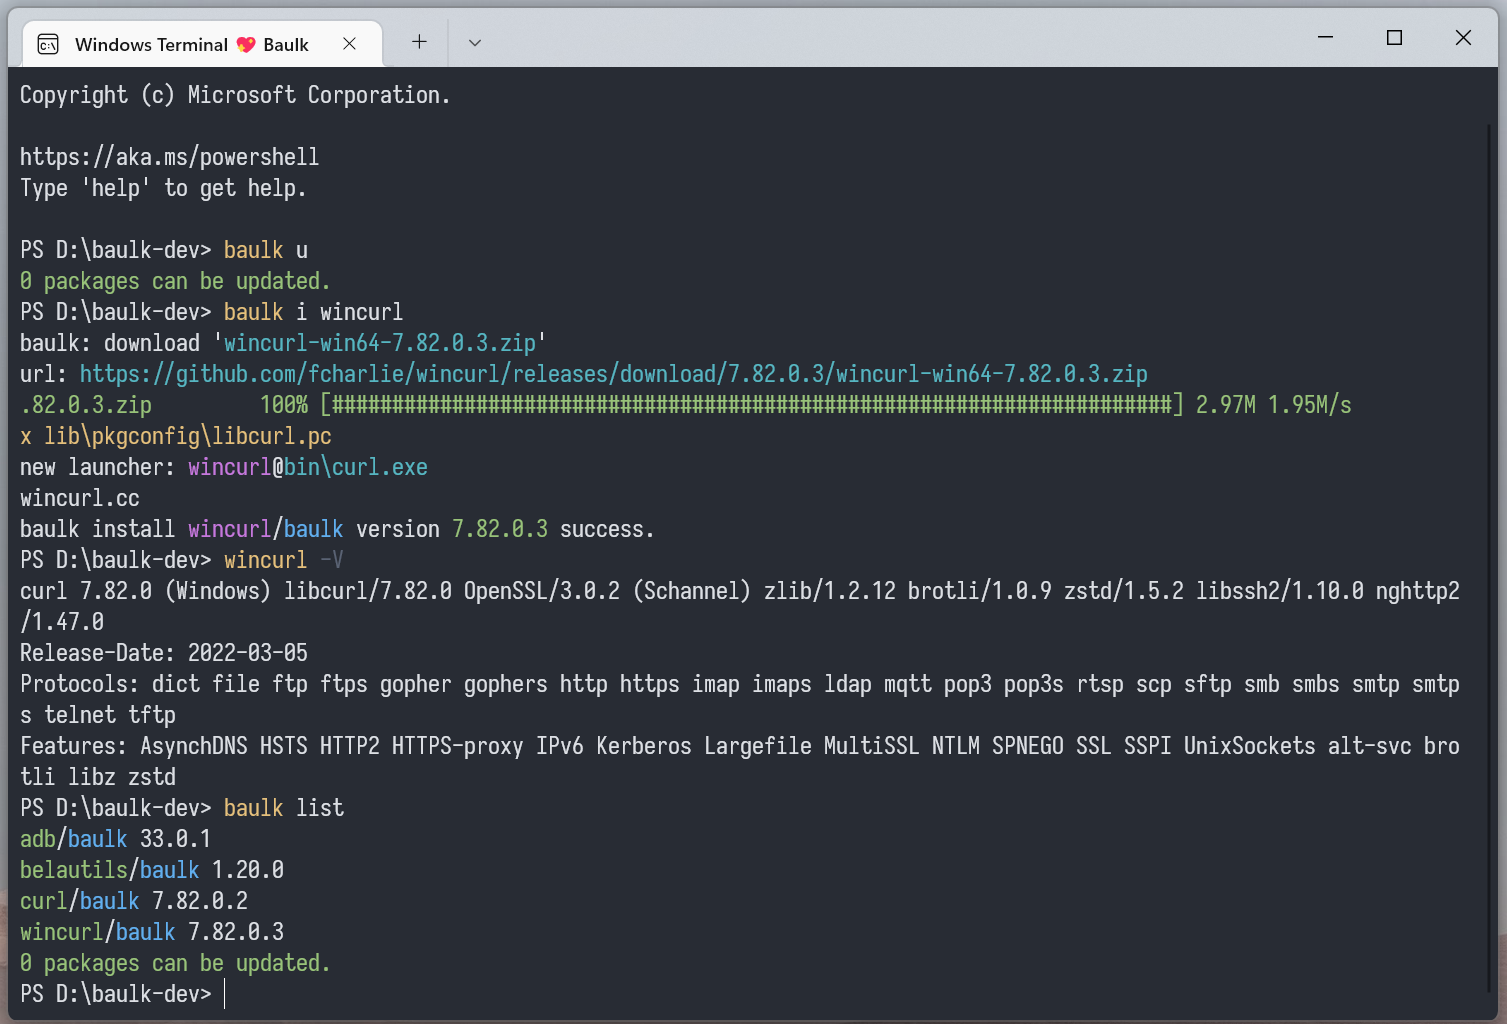 Windows Terminal 💖 Baulk
Copyright (c) Microsoft Corporation.
https://aka.ms/powershell
Type 'help' to get help.
PS D:\baulk-dev> baulk u
0 packages can be updated.
PS D:\baulk-dev> baulk i wincurl
baulk: download 'wincurl-win64-7.82.0.3.zip'
url: https://github.com/fcharlie/wincurl/releases/download/7.82.0.3/wincurl-win64-7.82.0.3.zip
.82.0.3.zip         100% [######################################################################] 2.97M 1.95M/s
x lib\pkgconfig\libcurl.pc
new launcher: wincurl@bin\curl.exe
wincurl.cc
baulk install wincurl/baulk version 7.82.0.3 success.
PS D:\baulk-dev> wincurl -V
curl 7.82.0 (Windows) libcurl/7.82.0 OpenSSL/3.0.2 (Schannel) zlib/1.2.12 brotli/1.0.9 zstd/1.5.2 libssh2/1.10.0 nghttp2
/1.47.0
Release-Date: 2022-03-05
Protocols: dict file ftp ftps gopher gophers http https imap imaps ldap mqtt pop3 pop3s rtsp scp sftp smb smbs smtp smtp
s telnet tftp
Features: AsynchDNS HSTS HTTP2 HTTPS-proxy IPv6 Kerberos Largefile MultiSSL NTLM SPNEGO SSL SSPI UnixSockets alt-svc bro
tli libz zstd
PS D:\baulk-dev> baulk list
adb/baulk 33.0.1
belautils/baulk 1.20.0
curl/baulk 7.82.0.2
wincurl/baulk 7.82.0.3
0 packages can be updated.
PS D:\baulk-dev>